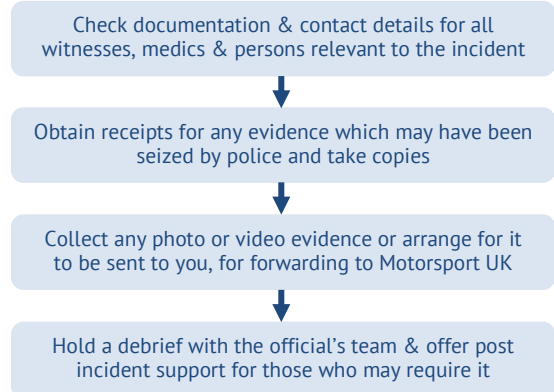 Check documentation & contact details for all
witnesses, medics & persons relevant to the incident
Obtain receipts for any evidence which may have been
seized by police and take copies
Collect any photo or video evidence or arrange for it
to be sent to you, for forwarding to Motorsport UK
Hold a debrief with the official's team & offer post
incident support for those who may require it